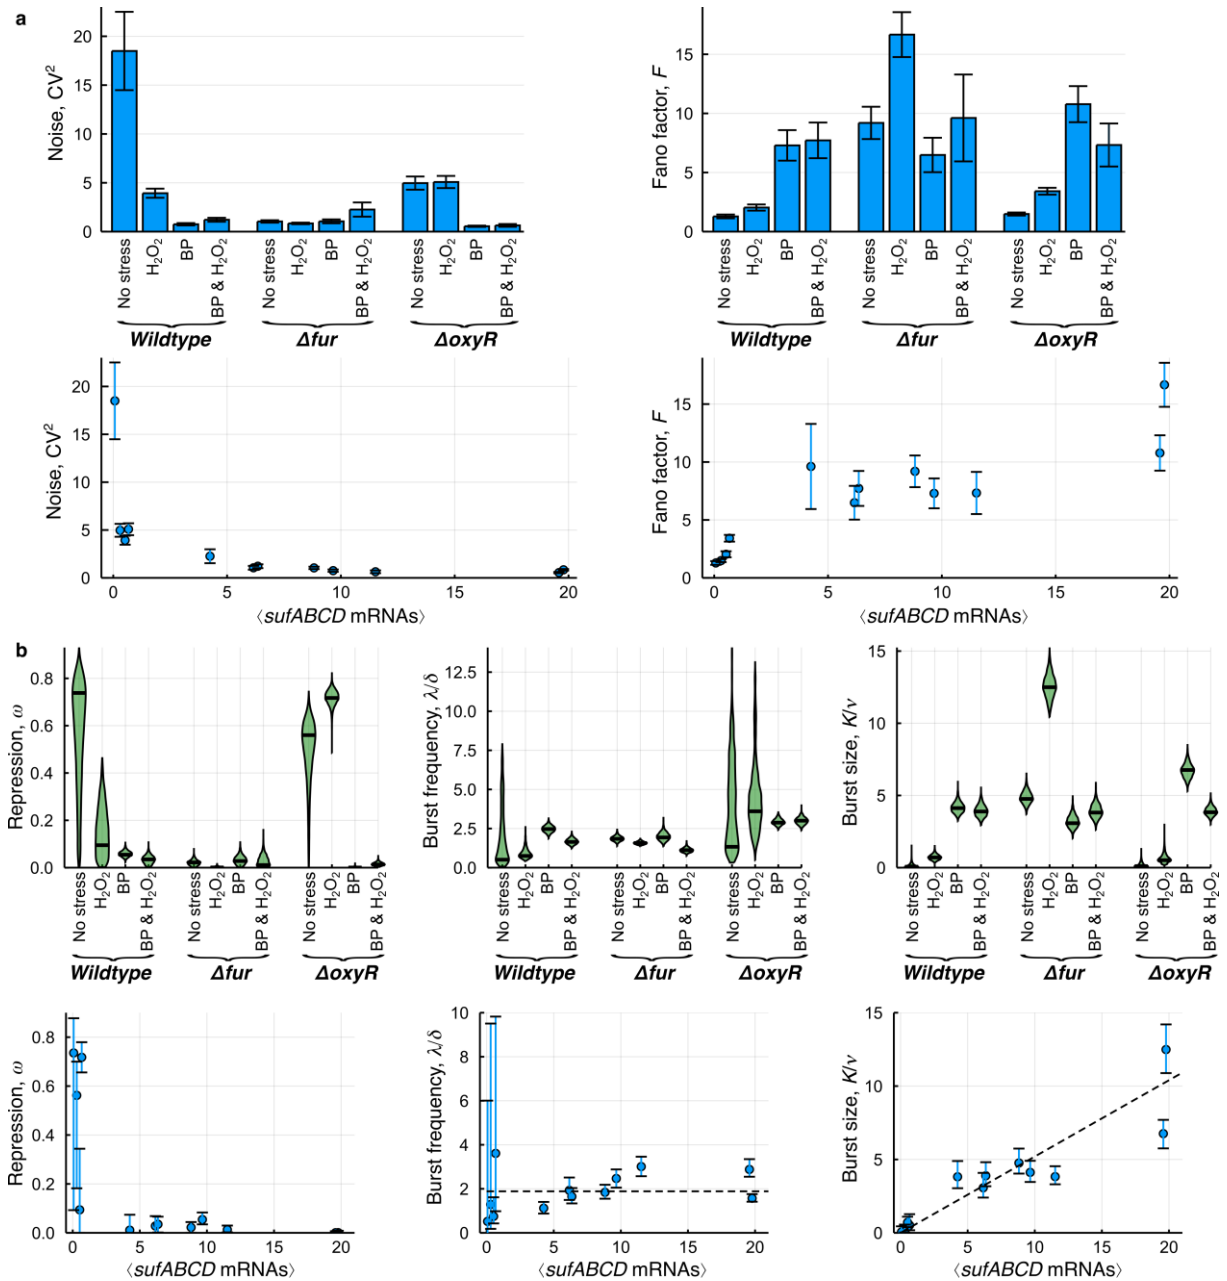 a
Noise, CV²
20
15
10
5
0
No stress
H₂O₂
BP
BP & H₂O₂
No stress
H₂O₂
BP
BP & H₂O₂
No stress
H₂O₂
BP
BP & H₂O₂
Wildtype
Δfur
ΔoxyR
Fano factor, F
15
10
5
0
No stress
H₂O₂
BP
BP & H₂O₂
No stress
H₂O₂
BP
BP & H₂O₂
No stress
H₂O₂
BP
BP & H₂O₂
Wildtype
Δfur
ΔoxyR
Noise, CV²
20
15
10
5
0
0 5 10 15 20
⟨sufABCD mRNAs⟩
Fano factor, F
15
10
5
0
0 5 10 15 20
⟨sufABCD mRNAs⟩
b
Repression, ω
0.8
0.6
0.4
0.2
0.0
No stress
H₂O₂
BP
BP & H₂O₂
No stress
H₂O₂
BP
BP & H₂O₂
No stress
H₂O₂
BP
BP & H₂O₂
Wildtype
Δfur
ΔoxyR
Burst frequency, λ/δ
12.5
10.0
7.5
5.0
2.5
0.0
No stress
H₂O₂
BP
BP & H₂O₂
No stress
H₂O₂
BP
BP & H₂O₂
No stress
H₂O₂
BP
BP & H₂O₂
Wildtype
Δfur
ΔoxyR
Burst size, K/ν
15
10
5
0
No stress
H₂O₂
BP
BP & H₂O₂
No stress
H₂O₂
BP
BP & H₂O₂
No stress
H₂O₂
BP
BP & H₂O₂
Wildtype
Δfur
ΔoxyR
Repression, ω
0.8
0.6
0.4
0.2
0.0
0 5 10 15 20
⟨sufABCD mRNAs⟩
Burst frequency, λ/δ
10
8
6
4
2
0
0 5 10 15 20
⟨sufABCD mRNAs⟩
Burst size, K/ν
15
10
5
0
0 5 10 15 20
⟨sufABCD mRNAs⟩